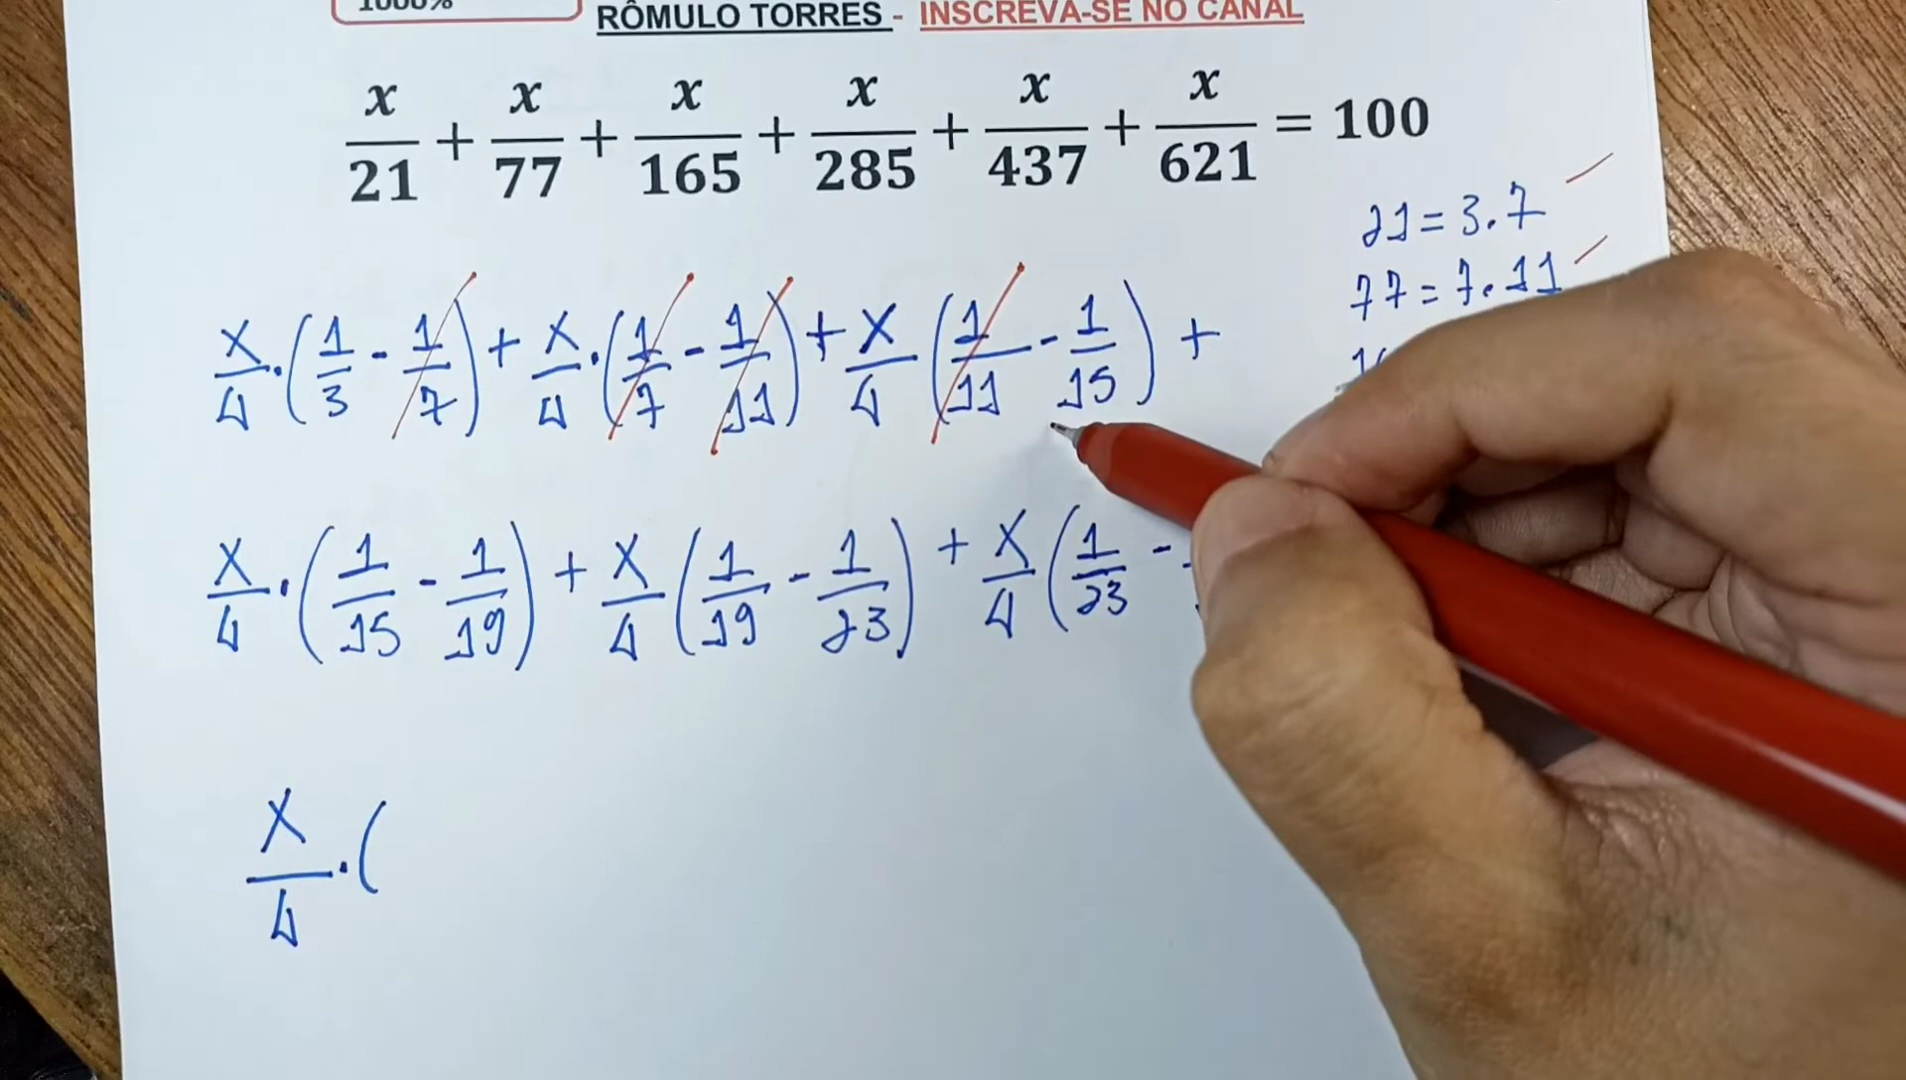 1000%
RÔMULO TORRES - INSCREVA-SE NO CANAL
x/21 + x/77 + x/165 + x/285 + x/437 + x/621 = 100
21 = 3.7
77 = 7.11
x/4 . (1/3 - 1/7) + x/4 . (1/7 - 1/11) + x/4 (1/11 - 1/15) +
x/4 . (1/15 - 1/19) + x/4 (1/19 - 1/23) + x/4 (1/23 -
x/4 . (